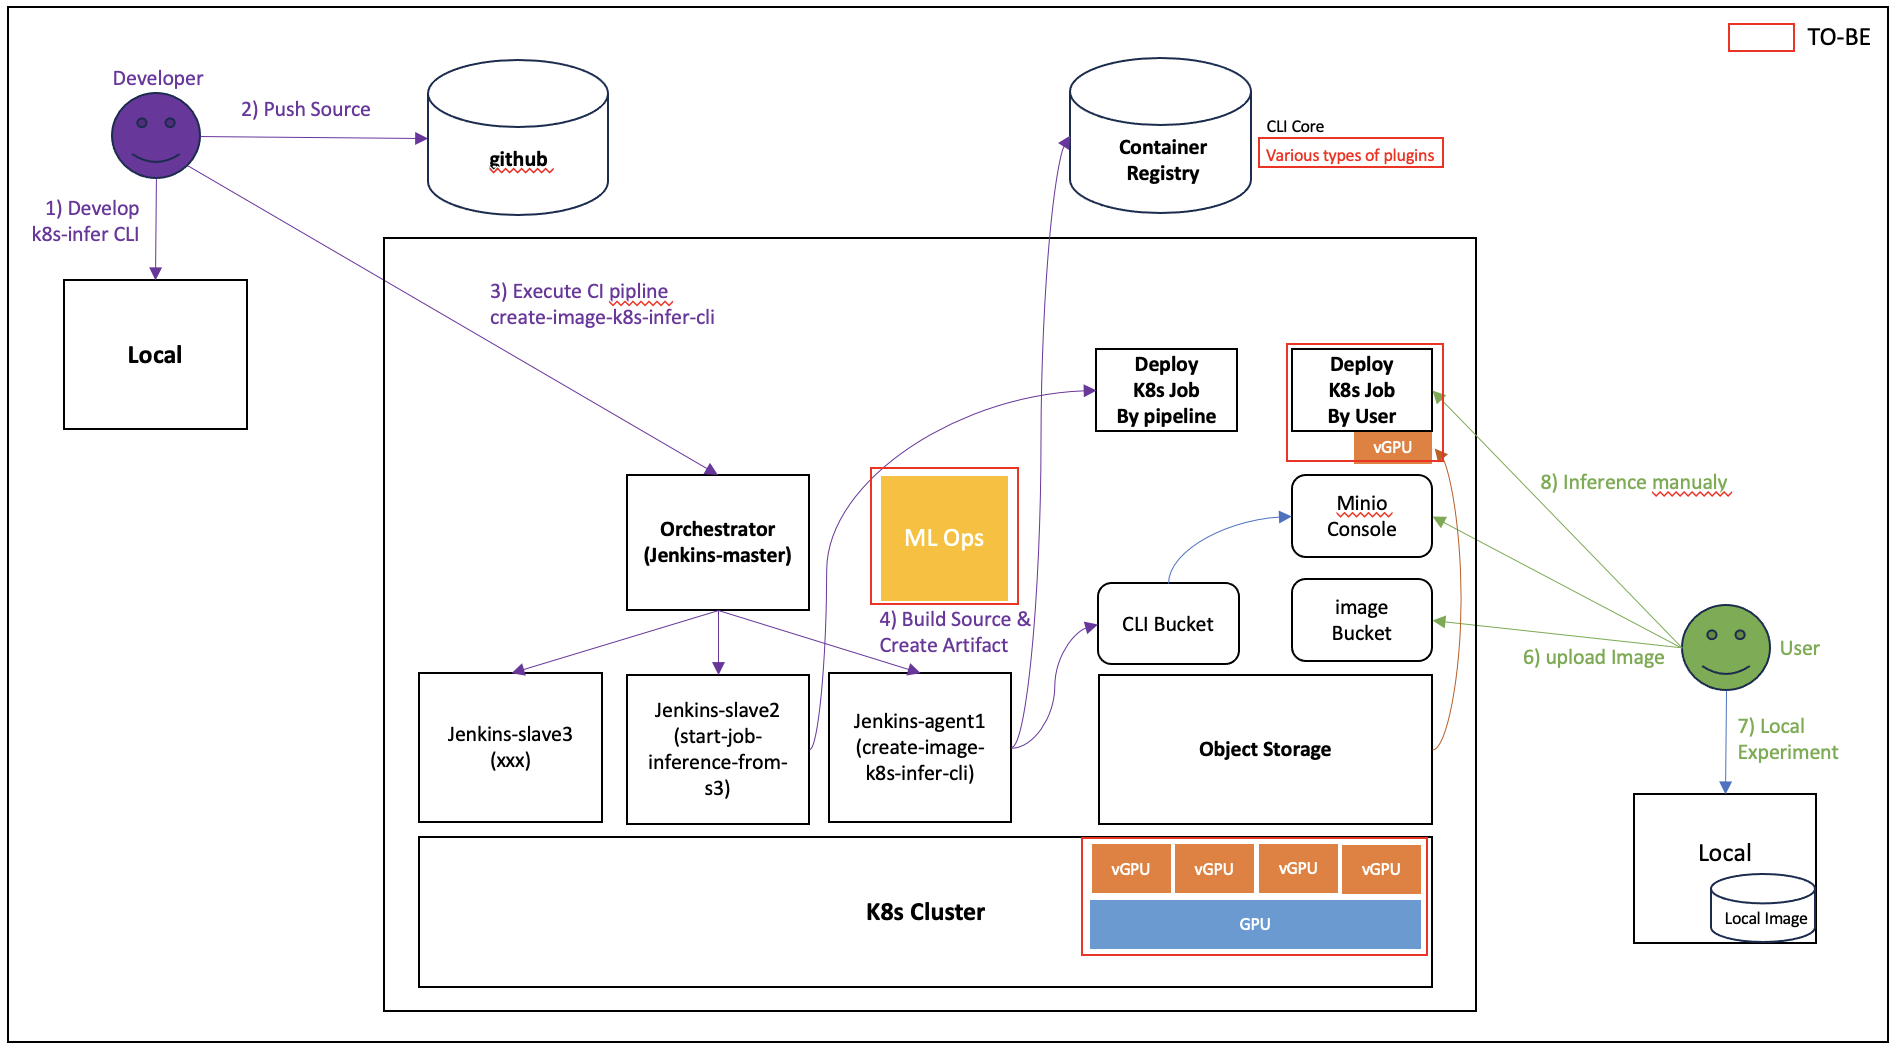 TO-BE
Developer
2) Push Source
github
Container
Registry
CLI Core
Various types of plugins
1) Develop
k8s-infer CLI
Local
3) Execute CI pipline
create-image-k8s-infer-cli
Deploy
K8s Job
By pipeline
Deploy
K8s Job
By User
vGPU
8) Inference manualy
Orchestrator
(Jenkins-master)
ML Ops
Minio
Console
4) Build Source &
Create Artifact
CLI Bucket
image
Bucket
6) upload Image
User
Jenkins-slave3
(xxx)
Jenkins-slave2
(start-job-
inference-from-
s3)
Jenkins-agent1
(create-image-
k8s-infer-cli)
Object Storage
7) Local
Experiment
K8s Cluster
vGPU
vGPU
vGPU
vGPU
GPU
Local
Local Image